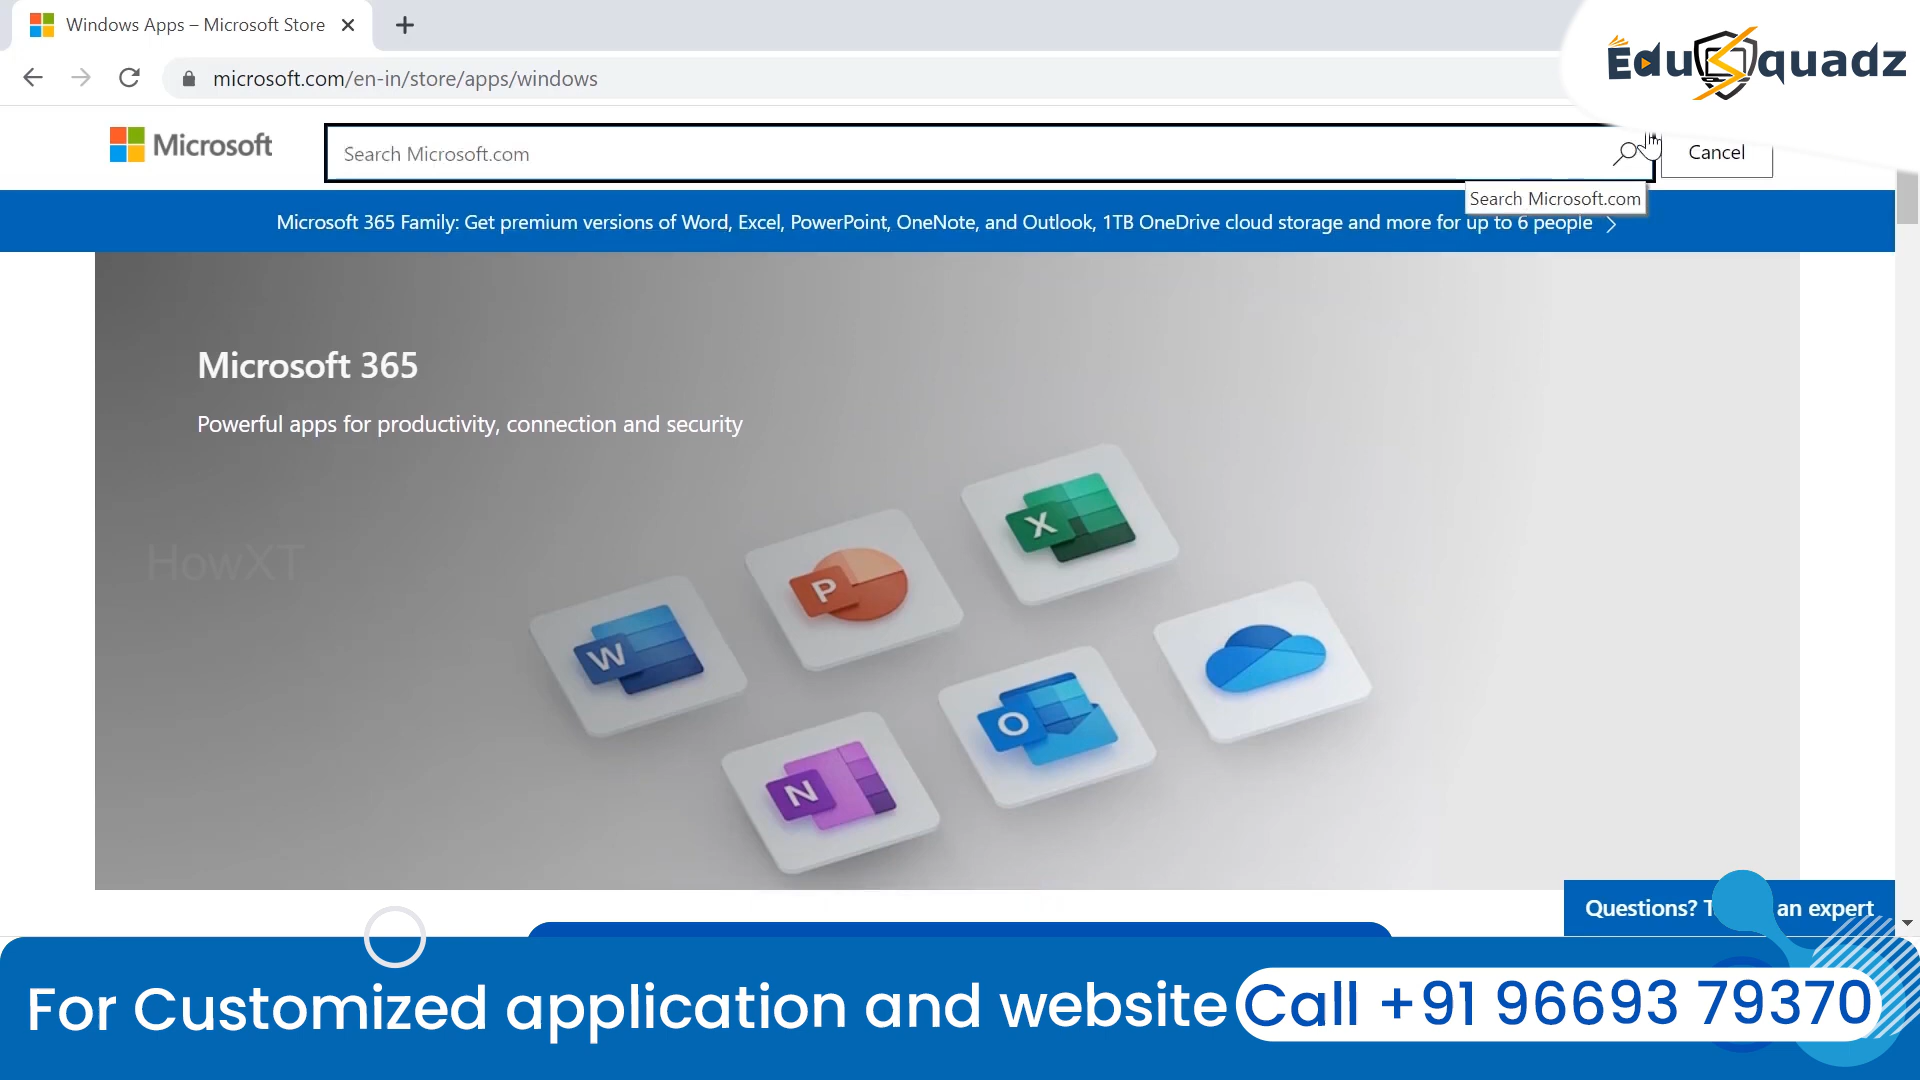 Windows Apps – Microsoft Store
EduSquadz
microsoft.com/en-in/store/apps/windows
Microsoft
Search Microsoft.com
Cancel
Search Microsoft.com
Microsoft 365 Family: Get premium versions of Word, Excel, PowerPoint, OneNote, and Outlook, 1TB OneDrive cloud storage and more for up to 6 people
Microsoft 365
Powerful apps for productivity, connection and security
HowXT
X
P
W
O
N
Questions? T an expert
For Customized application and website Call +91 96693 79370